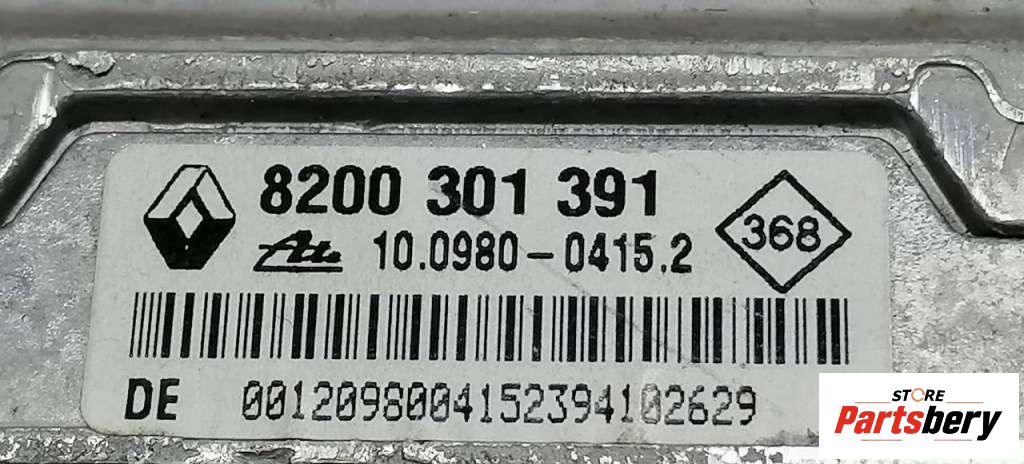 8200 301 391
Ate 10.0980-0415.2
368
DE 0012098004152394102629
STORE
Partsbery